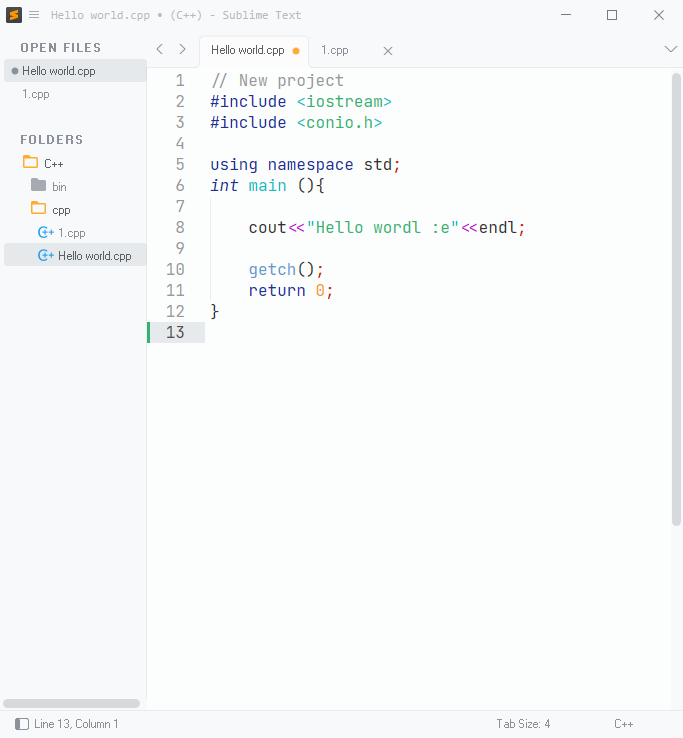 Hello world.cpp • (C++) - Sublime Text
OPEN FILES
Hello world.cpp
1.cpp
FOLDERS
C++
bin
cpp
1.cpp
Hello world.cpp
Hello world.cpp
1.cpp
1 // New project
2 #include <iostream>
3 #include <conio.h>
4
5 using namespace std;
6 int main (){
7
8 cout<<"Hello wordl :e"<<endl;
9
10 getch();
11 return 0;
12 }
13
Line 13, Column 1
Tab Size: 4
C++